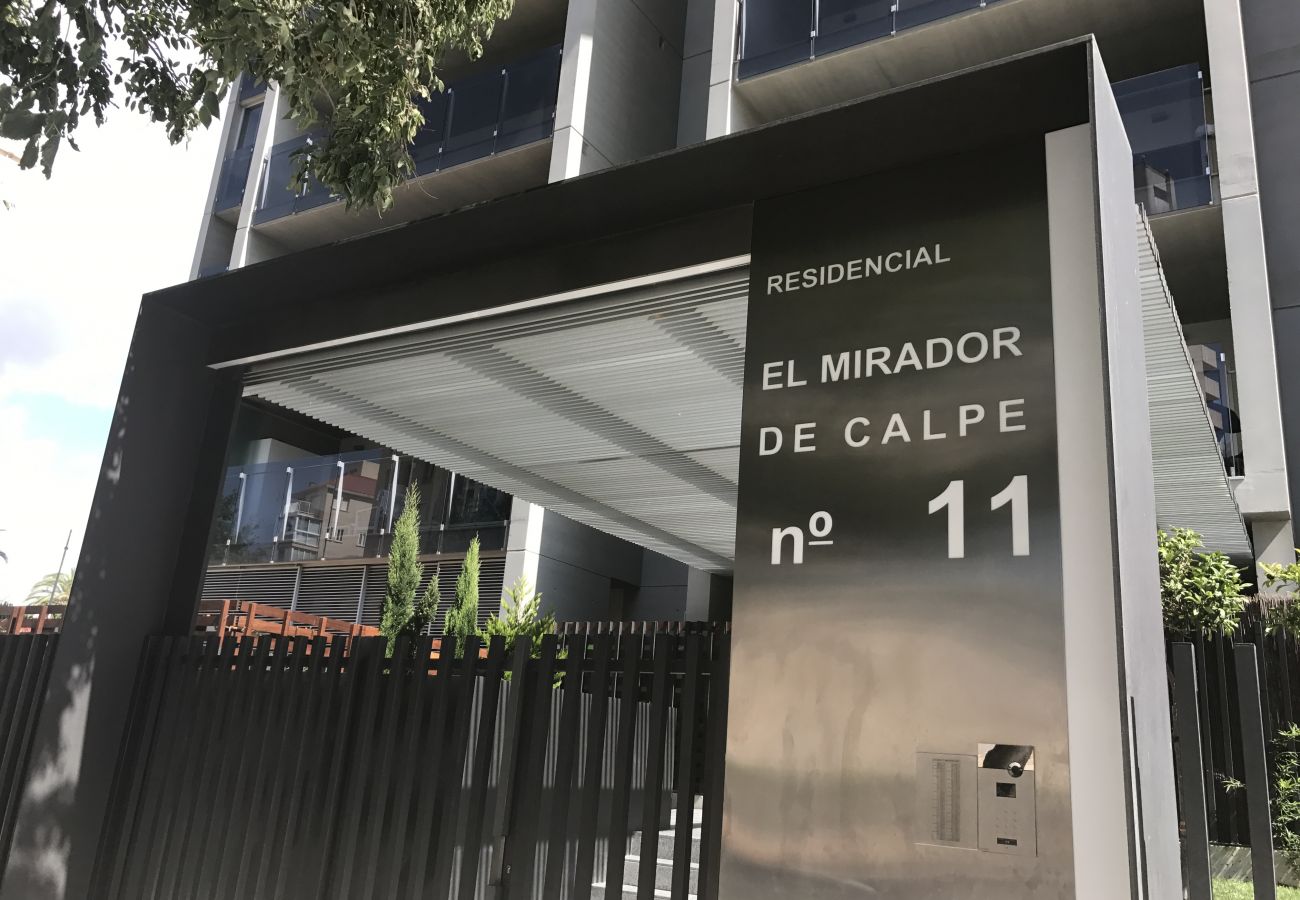 RESIDENCIAL
EL MIRADOR
DE CALPE
nº 11